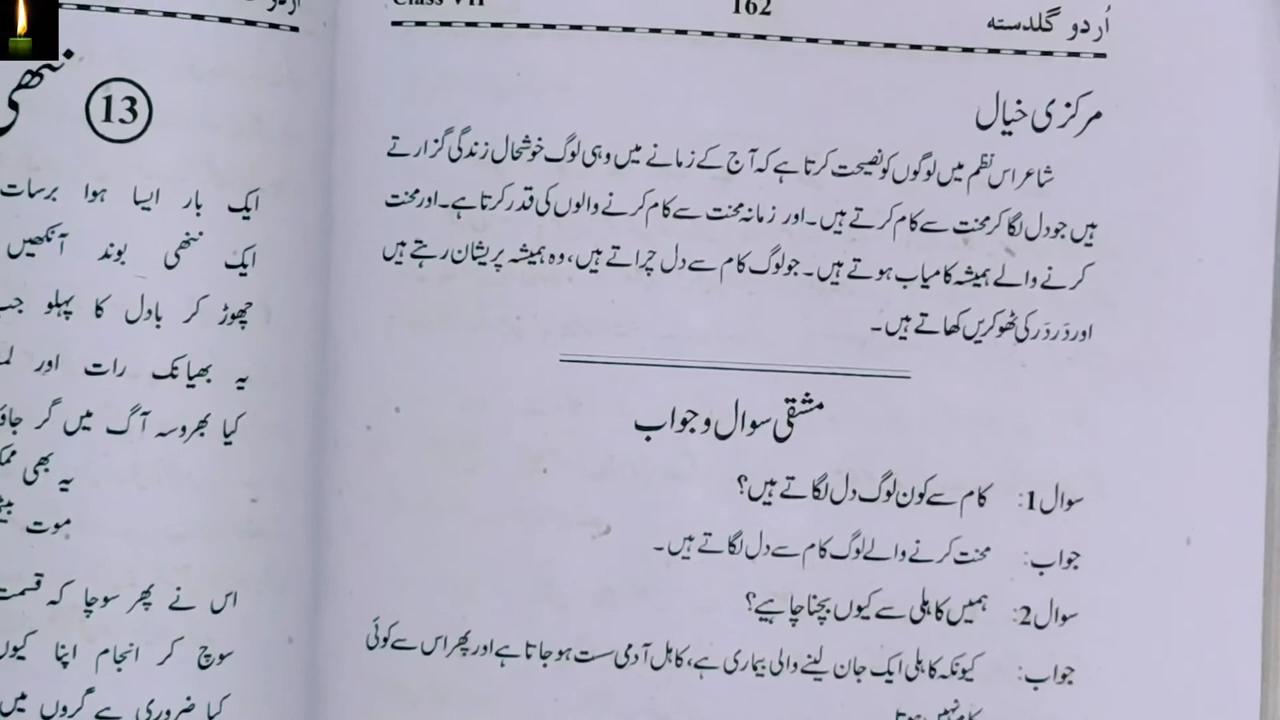 162
اُردو گلدستہ
مرکزی خیال
شاعر اس نظم میں لوگوں کو نصیحت کرتا ہے کہ آج کے زمانے میں وہی لوگ خوشحال زندگی گزارتے
ہیں جو دل لگا کر محنت سے کام کرتے ہیں۔ اور زمانہ محنت سے کام کرنے والوں کی قدر کرتا ہے۔ اور محنت
کرنے والے ہمیشہ کامیاب ہوتے ہیں۔ جو لوگ کام سے دل چراتے ہیں، وہ ہمیشہ پریشان رہتے ہیں
اور دَر دَر کی ٹھوکریں کھاتے ہیں۔
مشقی سوال و جواب
سوال 1: کام سے کون لوگ دل لگاتے ہیں؟
جواب: محنت کرنے والے لوگ کام سے دل لگاتے ہیں۔
سوال 2: ہمیں کاہلی سے کیوں بچنا چاہیے؟
جواب: کیونکہ کاہلی ایک جان لینے والی بیماری ہے، کاہل آدمی سست ہو جاتا ہے اور پھر اس سے کوئی
13
ننھی
ایک بار ایسا ہوا برسات
ایک ننھی بوند آنکھیں
چھوڑ کر بادل کا پہلو
یہ بھیانک رات اور
کیا بھروسہ آگ میں گر
یہ بھی
موت
اس نے پھر سوچا کہ قسمت
سوچ کر انجام اپنا
کیا ضروری ہے گروں میں